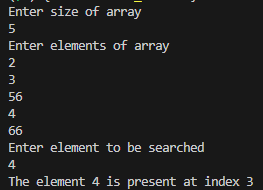 Enter size of array
5
Enter elements of array
2
3
56
4
66
Enter element to be searched
4
The element 4 is present at index 3